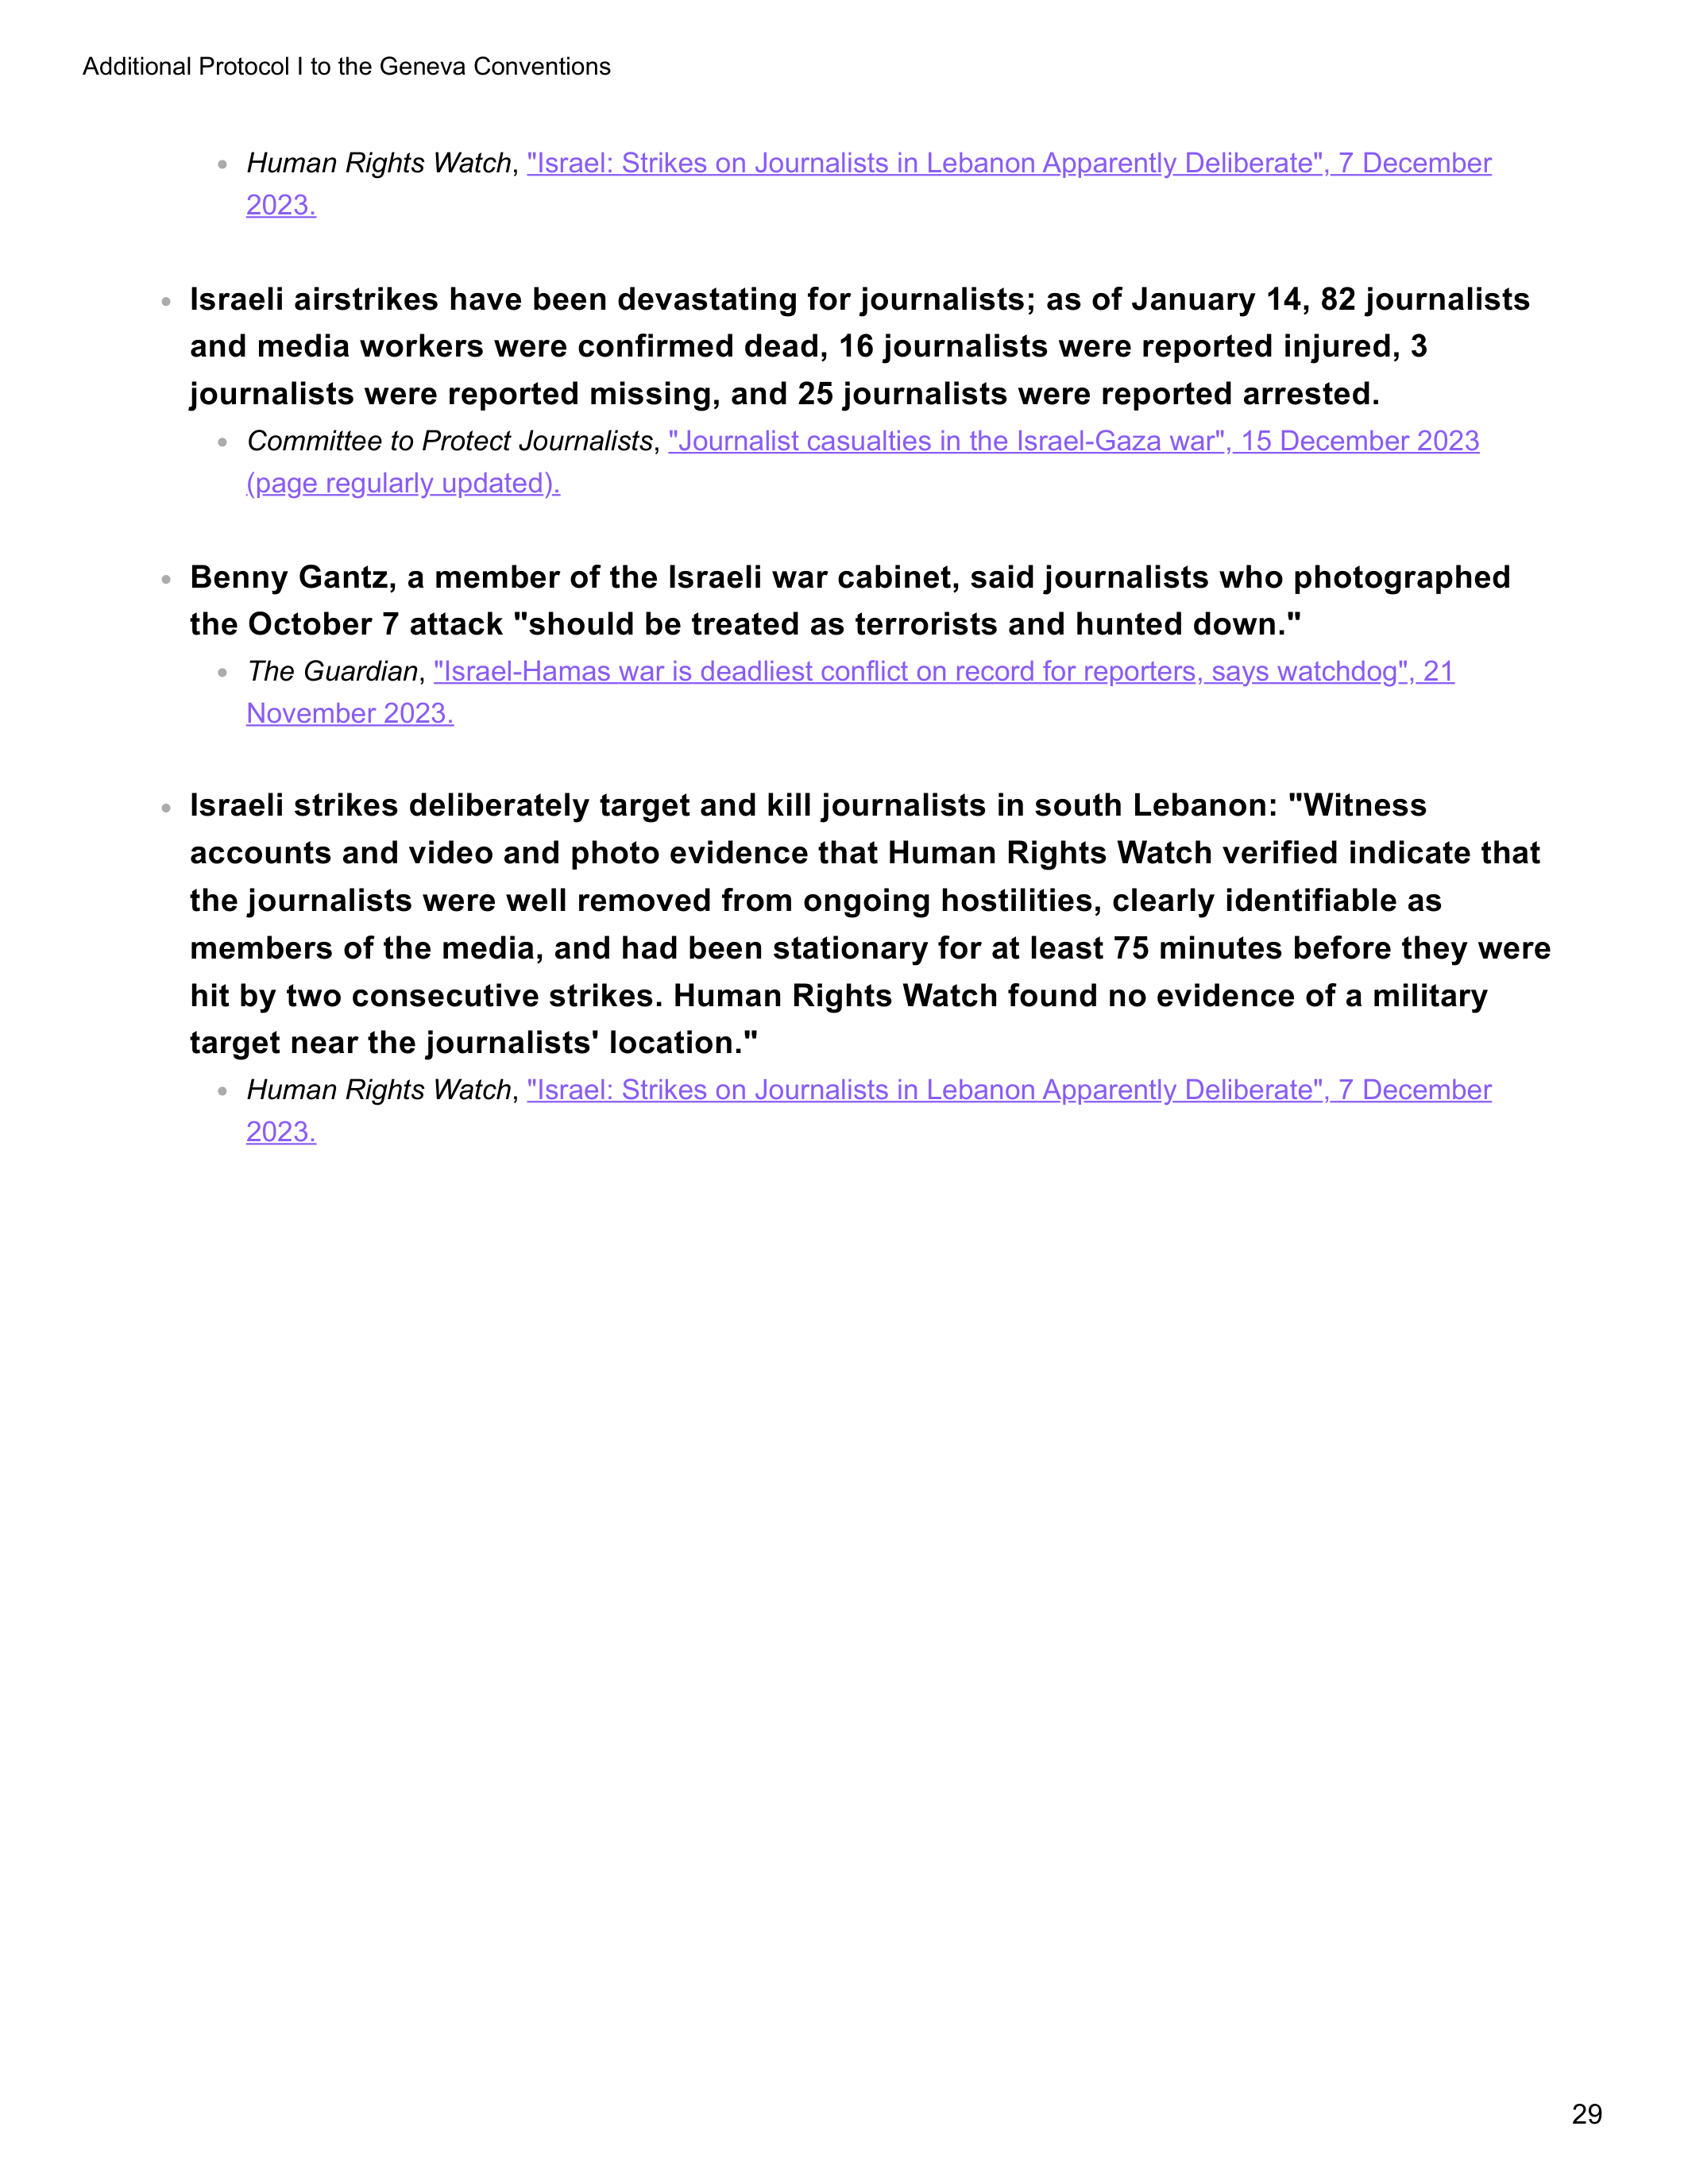 Additional Protocol I to the Geneva Conventions
• Human Rights Watch, "Israel: Strikes on Journalists in Lebanon Apparently Deliberate", 7 December
2023.
• Israeli airstrikes have been devastating for journalists; as of January 14, 82 journalists
and media workers were confirmed dead, 16 journalists were reported injured, 3
journalists were reported missing, and 25 journalists were reported arrested.
• Committee to Protect Journalists, "Journalist casualties in the Israel-Gaza war", 15 December 2023
(page regularly updated).
• Benny Gantz, a member of the Israeli war cabinet, said journalists who photographed
the October 7 attack "should be treated as terrorists and hunted down."
• The Guardian, "Israel-Hamas war is deadliest conflict on record for reporters, says watchdog", 21
November 2023.
• Israeli strikes deliberately target and kill journalists in south Lebanon: "Witness
accounts and video and photo evidence that Human Rights Watch verified indicate that
the journalists were well removed from ongoing hostilities, clearly identifiable as
members of the media, and had been stationary for at least 75 minutes before they were
hit by two consecutive strikes. Human Rights Watch found no evidence of a military
target near the journalists' location."
• Human Rights Watch, "Israel: Strikes on Journalists in Lebanon Apparently Deliberate", 7 December
2023.
29